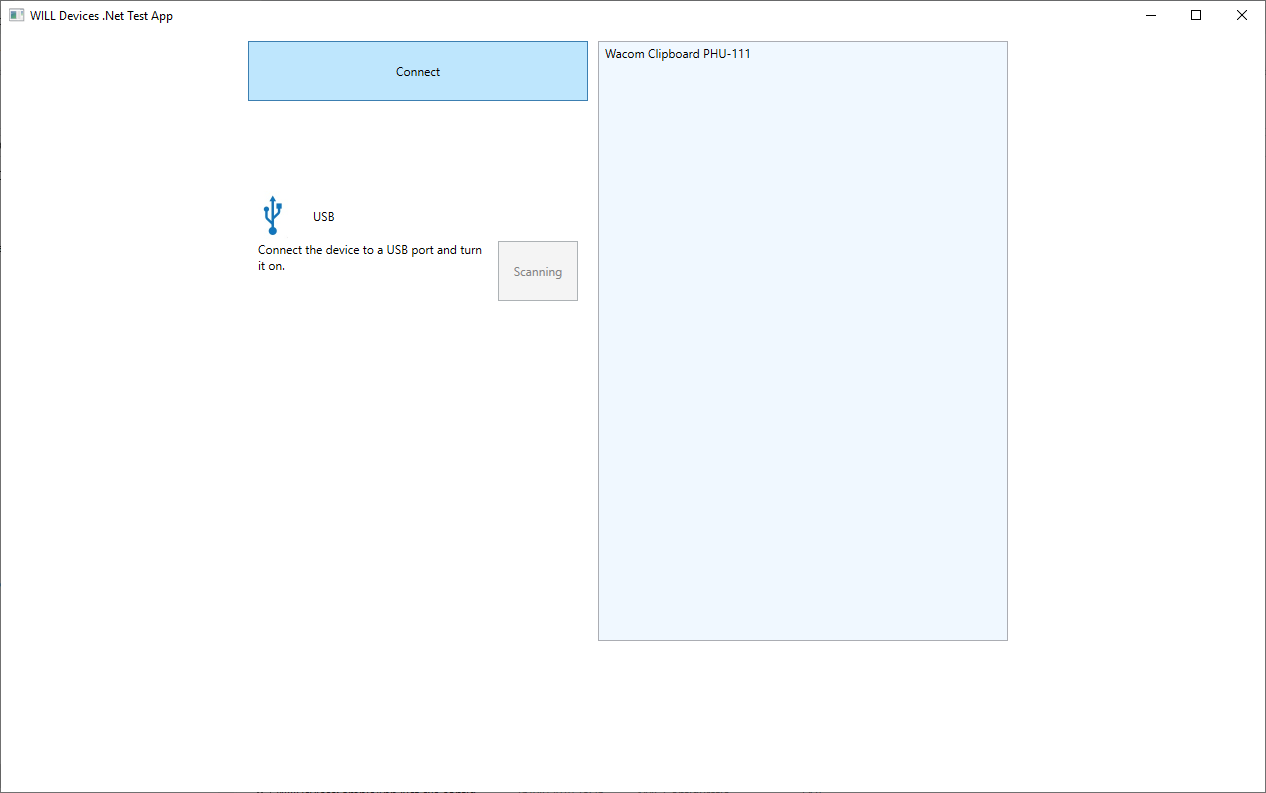 WILL Devices .Net Test App
Connect
Wacom Clipboard PHU-111
USB
Connect the device to a USB port and turn
it on.
Scanning